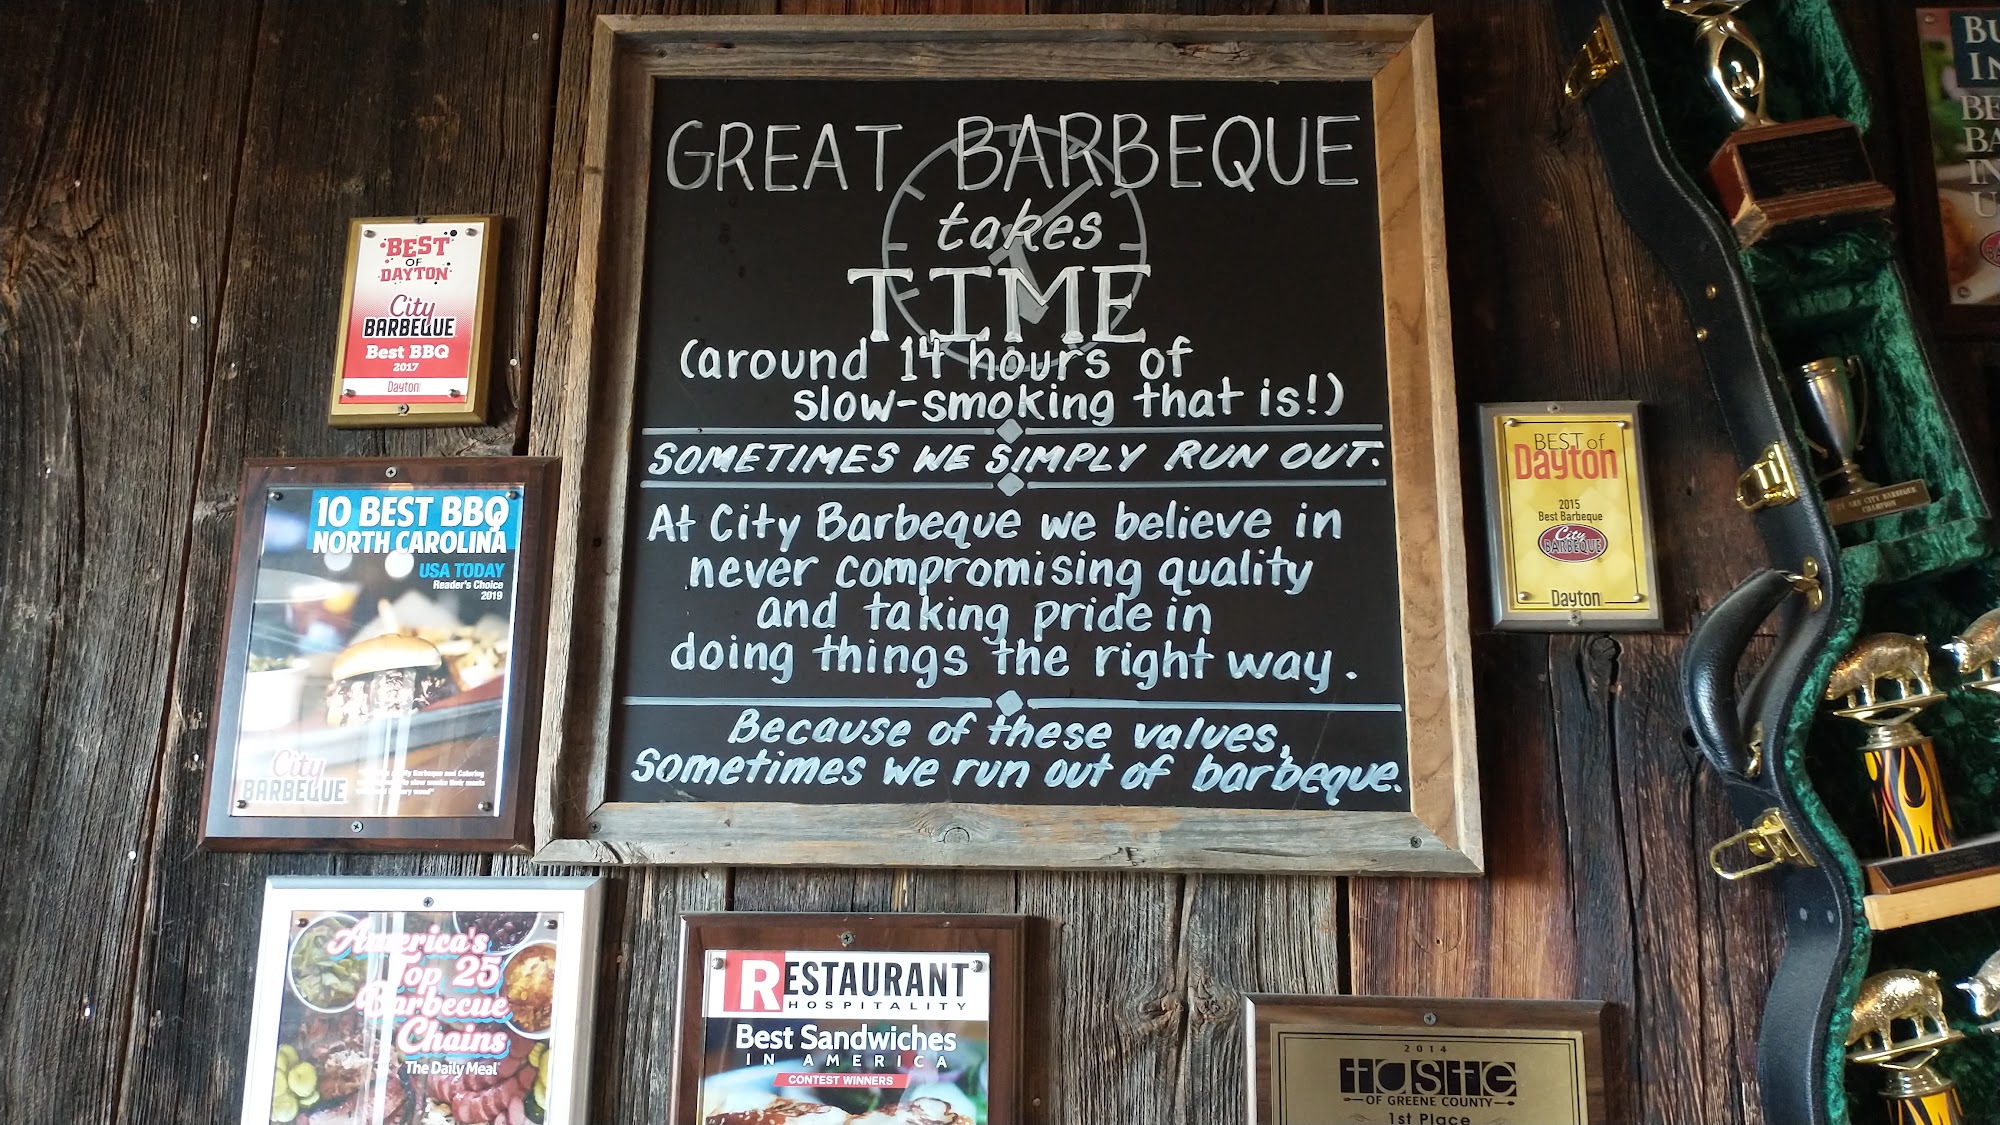 GREAT BARBEQUE
takes
TIME
(around 14 hours of
slow-smoking that is!)
SOMETIMES WE SIMPLY RUN OUT.
At City Barbeque we believe in
never compromising quality
and taking pride in
doing things the right way.
Because of these values,
Sometimes we run out of barbeque.
BEST
OF
DAYTON
City
BARBEQUE
Best BBQ
2017
Dayton
10 BEST BBQ
NORTH CAROLINA
USA TODAY
Reader's Choice
2019
City
BARBEQUE
America's
Top 25
Barbecue
Chains
The Daily Meal
RESTAURANT
HOSPITALITY
Best Sandwiches
IN AMERICA
CONTEST WINNERS
2014
taste
OF GREENE COUNTY
1st Place
BEST of
Dayton
2015
Best Barbeque
City
BARBEQUE
Dayton
CITY BARBEQUE
CHAMPION